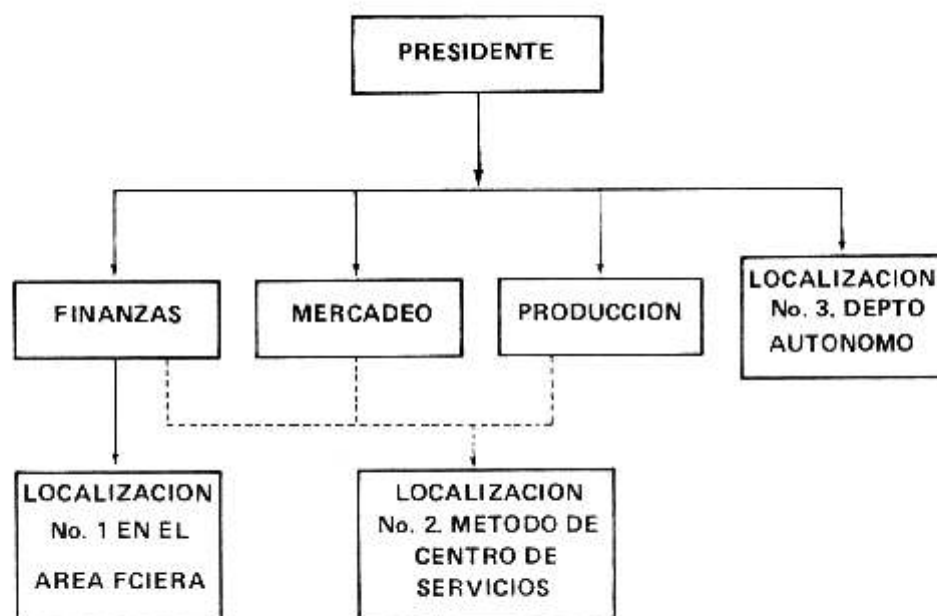 PRESIDENTE
FINANZAS
MERCADEO
PRODUCCION
LOCALIZACION
No. 3. DEPTO
AUTONOMO
LOCALIZACION
No. 1 EN EL
AREA FCIERA
LOCALIZACION
No. 2. METODO DE
CENTRO DE
SERVICIOS